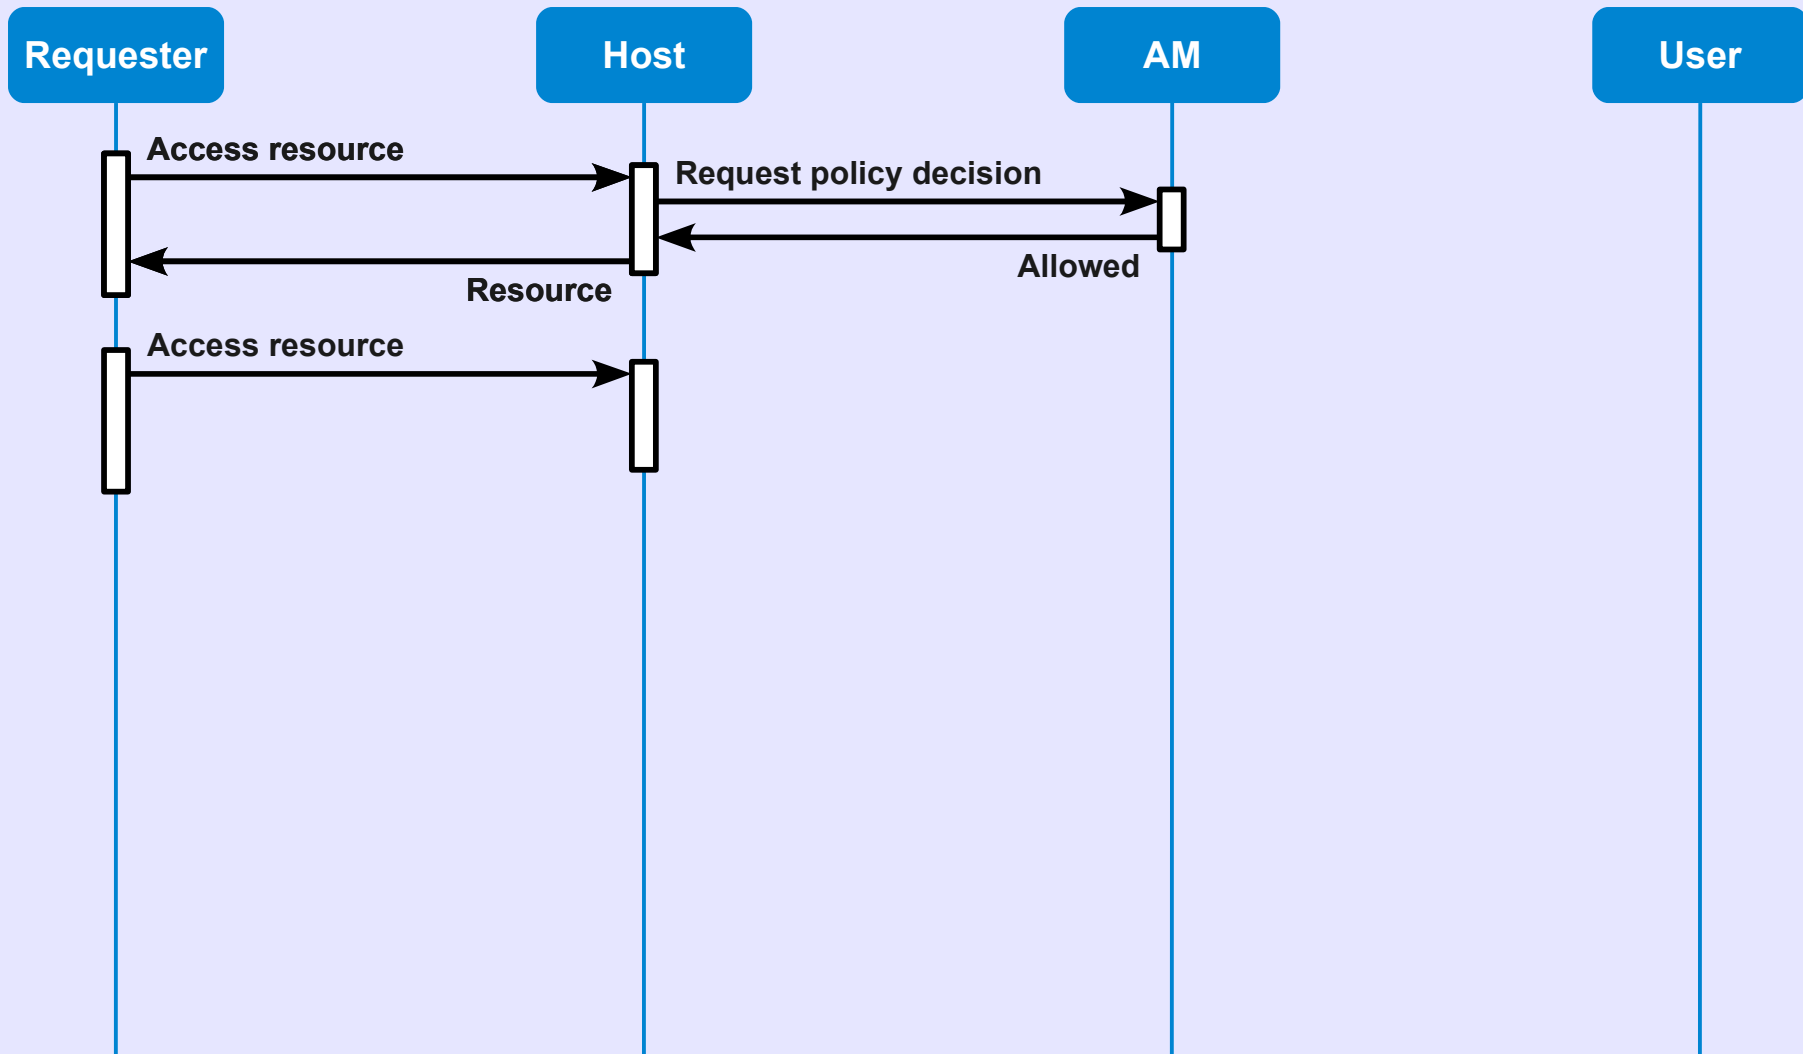 Requester
Host
AM
User
Access resource
Request policy decision
Allowed
Resource
Access resource